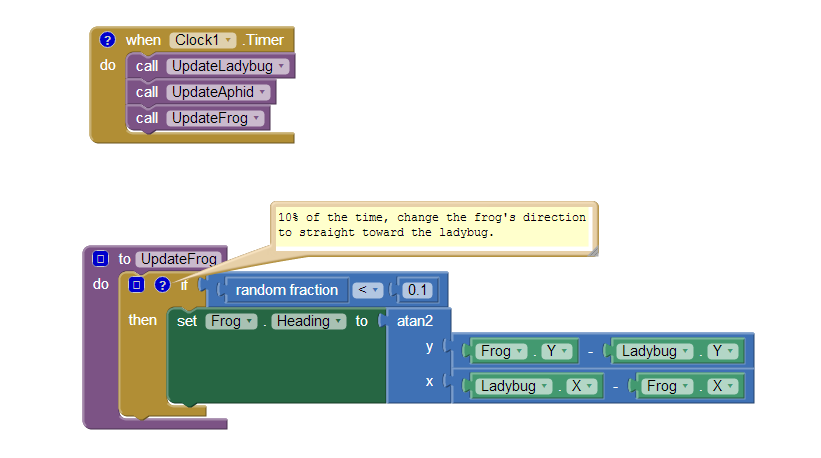 ? when Clock1 .Timer
do call UpdateLadybug
call UpdateAphid
call UpdateFrog
10% of the time, change the frog's direction
to straight toward the ladybug.
to UpdateFrog
do ? if random fraction < 0.1
then set Frog . Heading to atan2
y Frog . Y - Ladybug . Y
x Ladybug . X - Frog . X